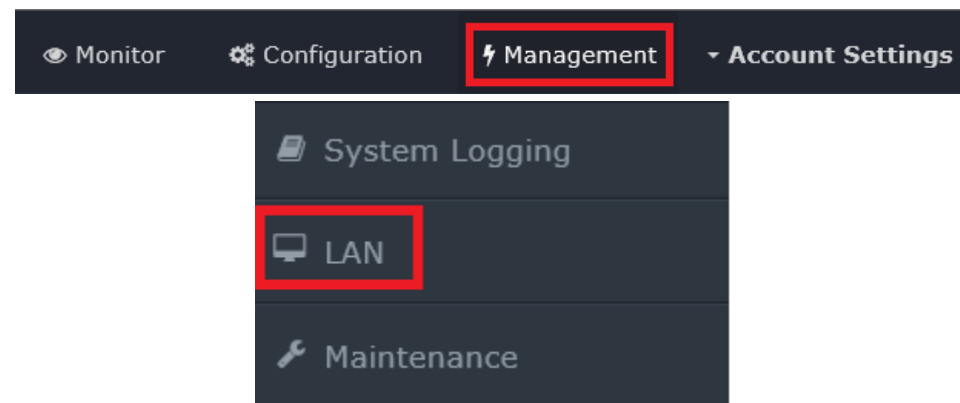 Monitor Configuration Management Account Settings
System Logging
LAN
Maintenance